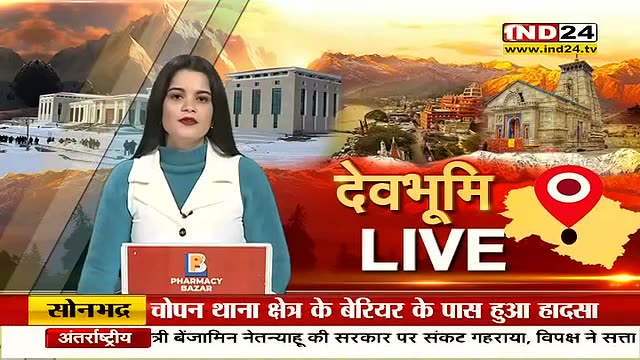 IND24
www.ind24.tv
देवभूमि
LIVE
B
PHARMACY
BAZAR
सोनभद्र चोपन थाना क्षेत्र के बेरियर के पास हुआ हादसा
अंतर्राष्ट्रीय त्री बेंजामिन नेतन्याहू की सरकार पर संकट गहराया, विपक्ष ने सत्ता